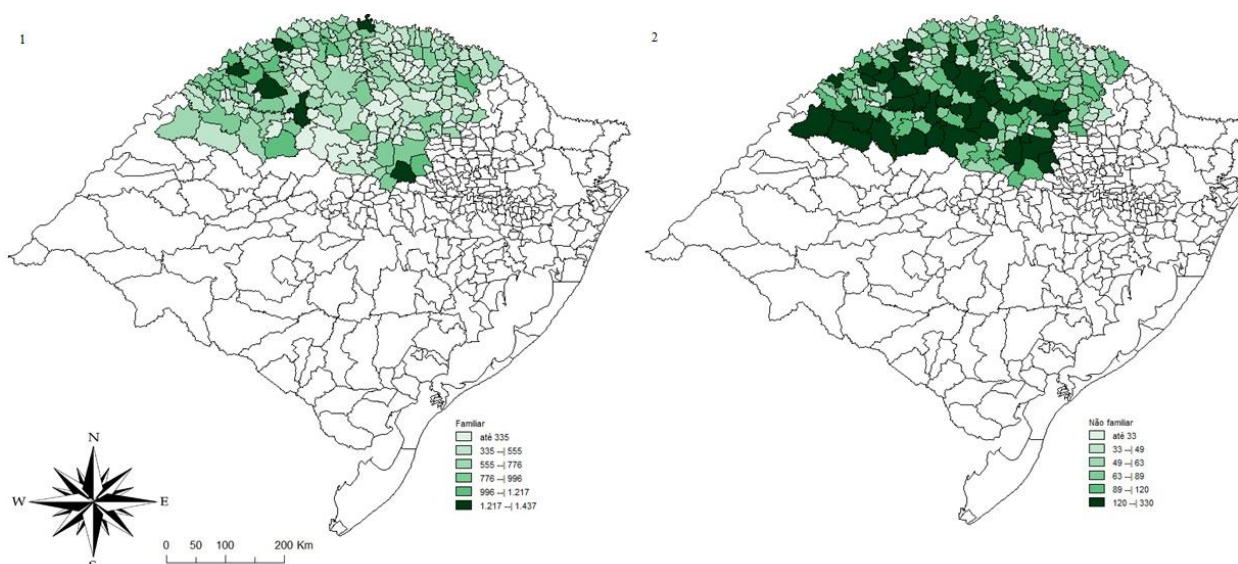 1
2
Familiar
até 335
335 --| 555
555 --| 776
776 --| 996
996 --| 1.217
1.217 --| 1.437
Não familiar
até 33
33 --| 49
49 --| 63
63 --| 89
89 --| 120
120 --| 330
N
W
E
S
0 50 100 200 Km